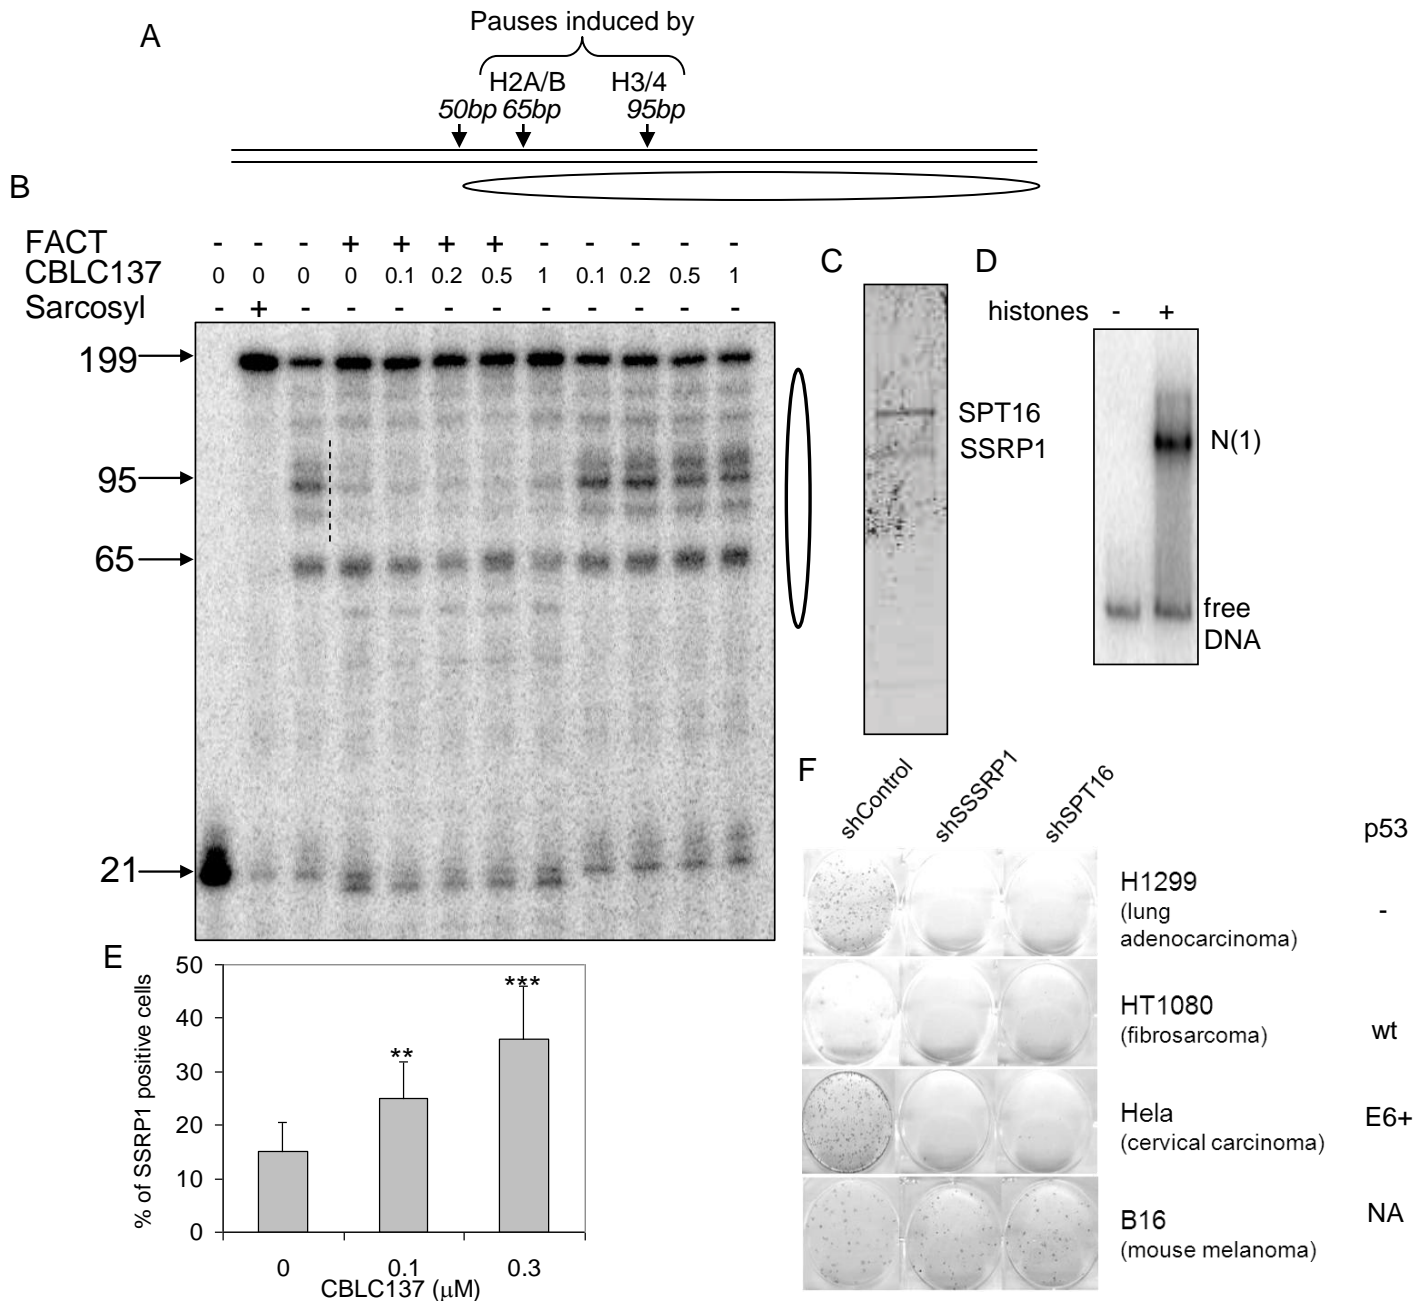 A
Pauses induced by
H2A/B H3/4
50bp 65bp 95bp
B
FACT - - - + + + + - - - - -
CBLC137 0 0 0 0 0.1 0.2 0.5 1 0.1 0.2 0.5 1
Sarcosyl - + - - - - - - - - - -
199
95
65
21
C
SPT16
SSRP1
D
histones - +
N(1)
free
DNA
E
% of SSRP1 positive cells
50
40
30
20
10
0
**
***
0 0.1 0.3
CBLC137 (μM)
F
shControl
shSSSRP1
shSPT16
p53
H1299
(lung
adenocarcinoma)
-
HT1080
(fibrosarcoma)
wt
Hela
(cervical carcinoma)
E6+
B16
(mouse melanoma)
NA